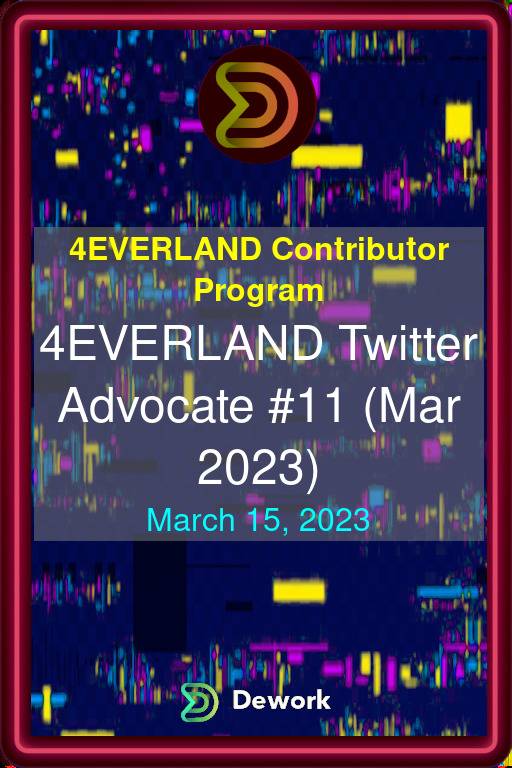 4EVERLAND Contributor
Program
4EVERLAND Twitter
Advocate #11 (Mar
2023)
March 15, 2023
Dework